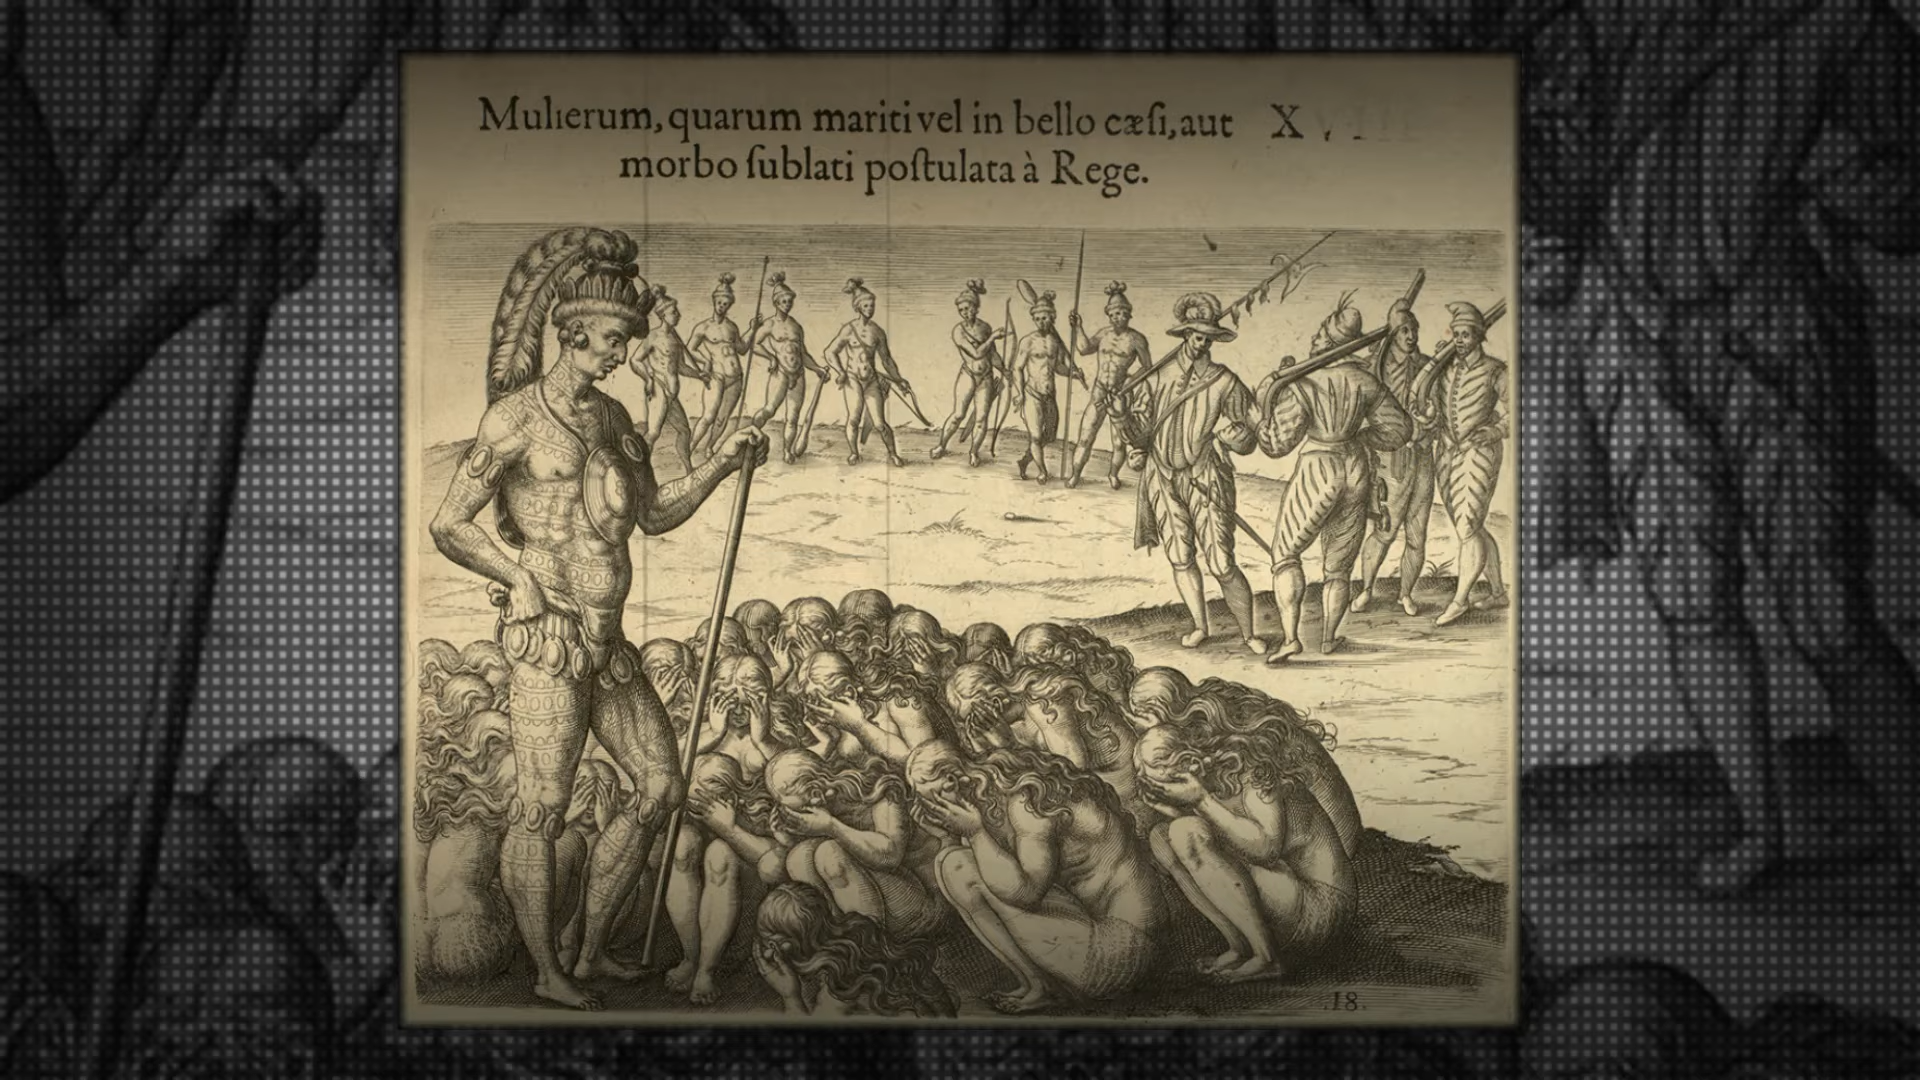 Mulierum, quarum mariti vel in bello cæſi, aut X
morbo ſublati poſtulata à Rege.
18.